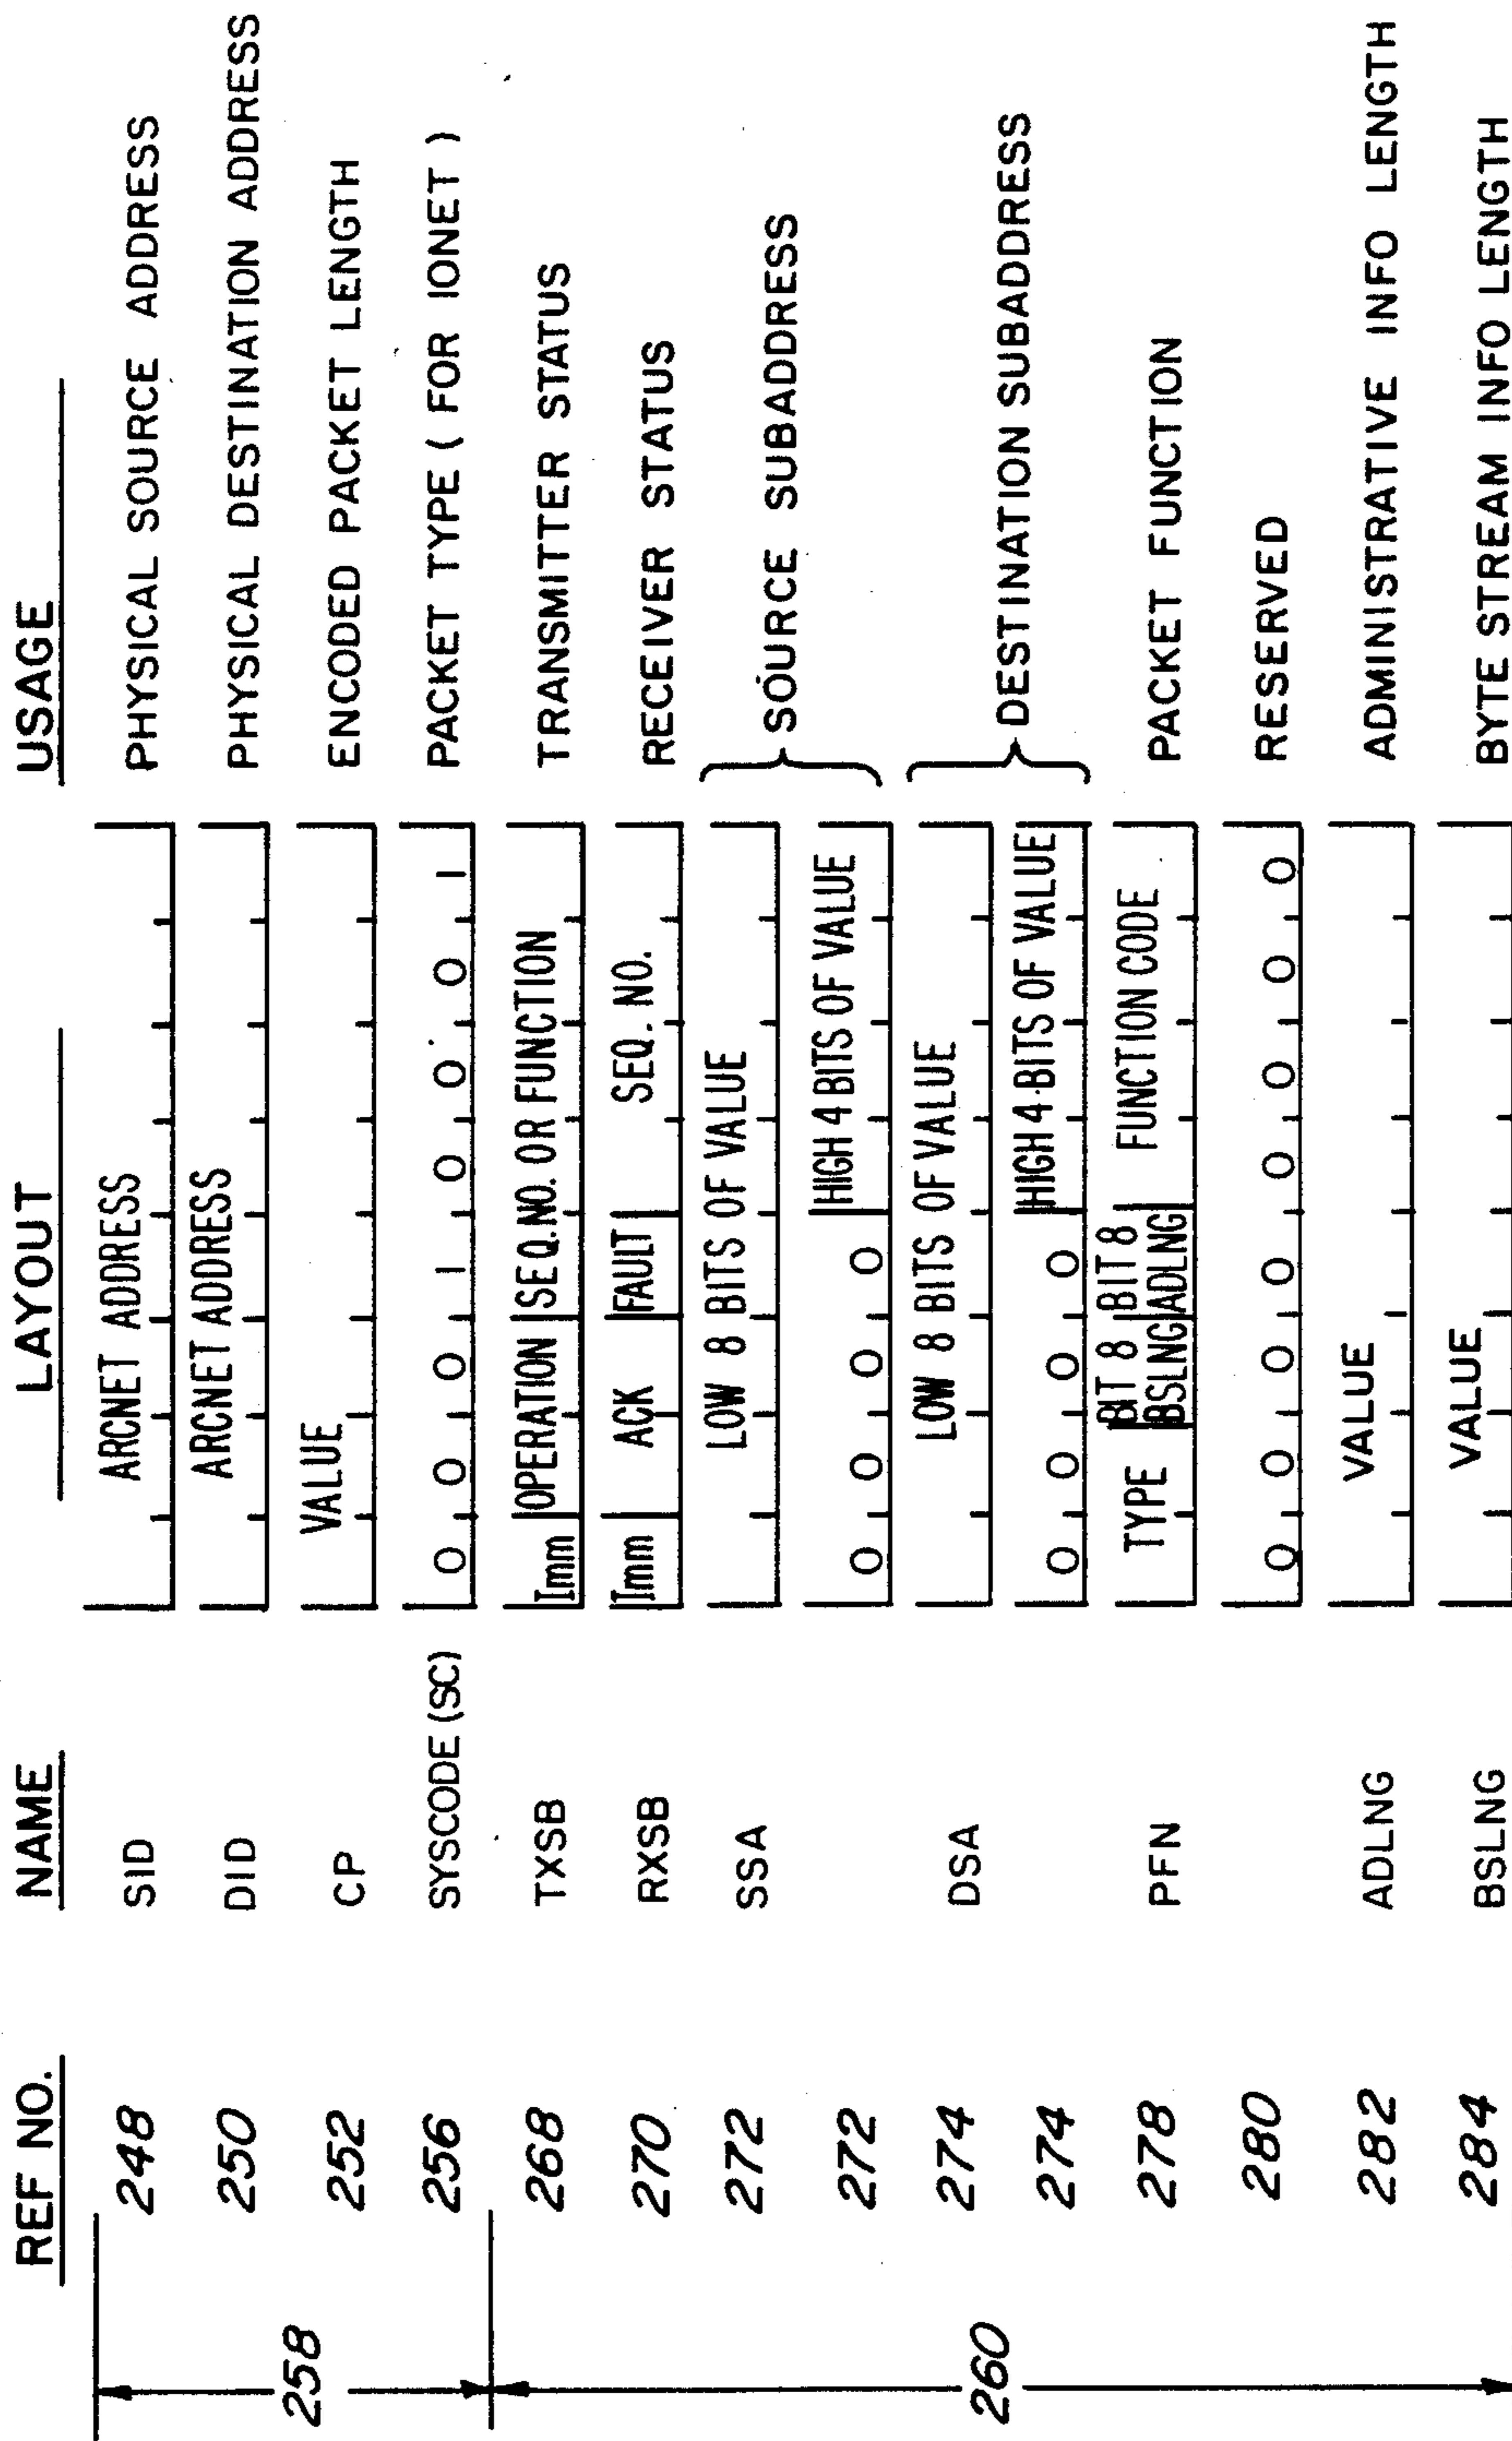 REF NO. NAME LAYOUT USAGE
258
248 SID ARCNET ADDRESS PHYSICAL SOURCE ADDRESS
250 DID ARCNET ADDRESS PHYSICAL DESTINATION ADDRESS
252 CP VALUE ENCODED PACKET LENGTH
256 SYSCODE (SC) 0 0 0 1 0 0 0 1 PACKET TYPE ( FOR IONET )
260
268 TXSB Imm OPERATION SEQ.NO. OR FUNCTION TRANSMITTER STATUS
270 RXSB Imm ACK FAULT SEQ. NO. RECEIVER STATUS
272 SSA LOW 8 BITS OF VALUE SOURCE SUBADDRESS
272 0 0 0 0 HIGH 4 BITS OF VALUE
274 DSA LOW 8 BITS OF VALUE DESTINATION SUBADDRESS
274 0 0 0 0 HIGH 4 BITS OF VALUE
278 PFN TYPE BIT 8 BSLNG BIT 8 ADLNG FUNCTION CODE PACKET FUNCTION
280 0 0 0 0 0 0 0 0 RESERVED
282 ADLNG VALUE ADMINISTRATIVE INFO LENGTH
284 BSLNG VALUE BYTE STREAM INFO LENGTH